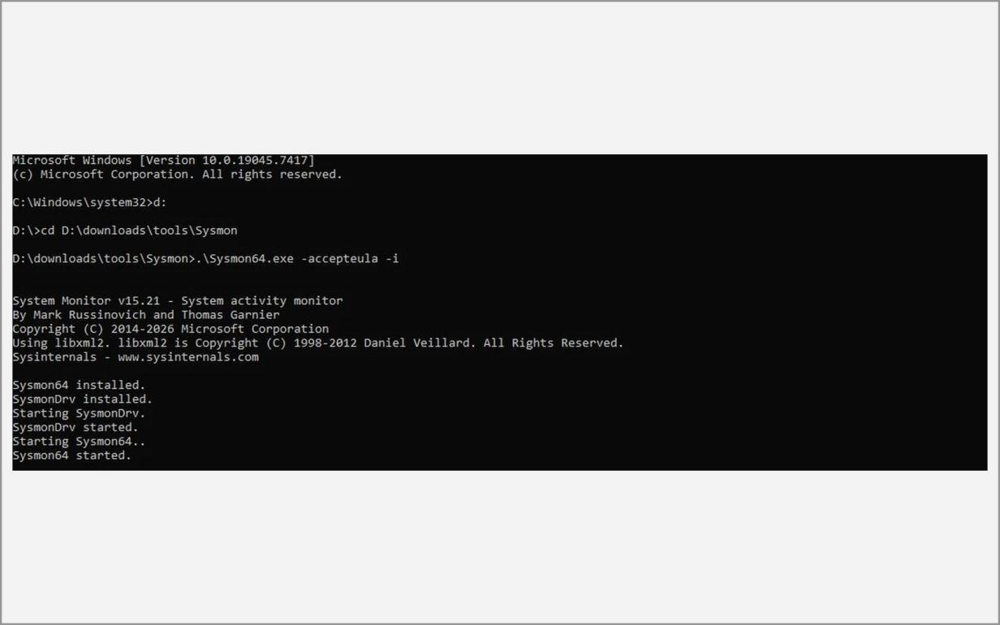 Microsoft Windows [Version 10.0.19045.7417]
(c) Microsoft Corporation. All rights reserved.
C:\Windows\system32>d:
D:\>cd D:\downloads\tools\Sysmon
D:\downloads\tools\Sysmon>.\Sysmon64.exe -accepteula -i
System Monitor v15.21 - System activity monitor
By Mark Russinovich and Thomas Garnier
Copyright (C) 2014-2026 Microsoft Corporation
Using libxml2. libxml2 is Copyright (C) 1998-2012 Daniel Veillard. All Rights Reserved.
Sysinternals - www.sysinternals.com
Sysmon64 installed.
SysmonDrv installed.
Starting SysmonDrv.
SysmonDrv started.
Starting Sysmon64..
Sysmon64 started.